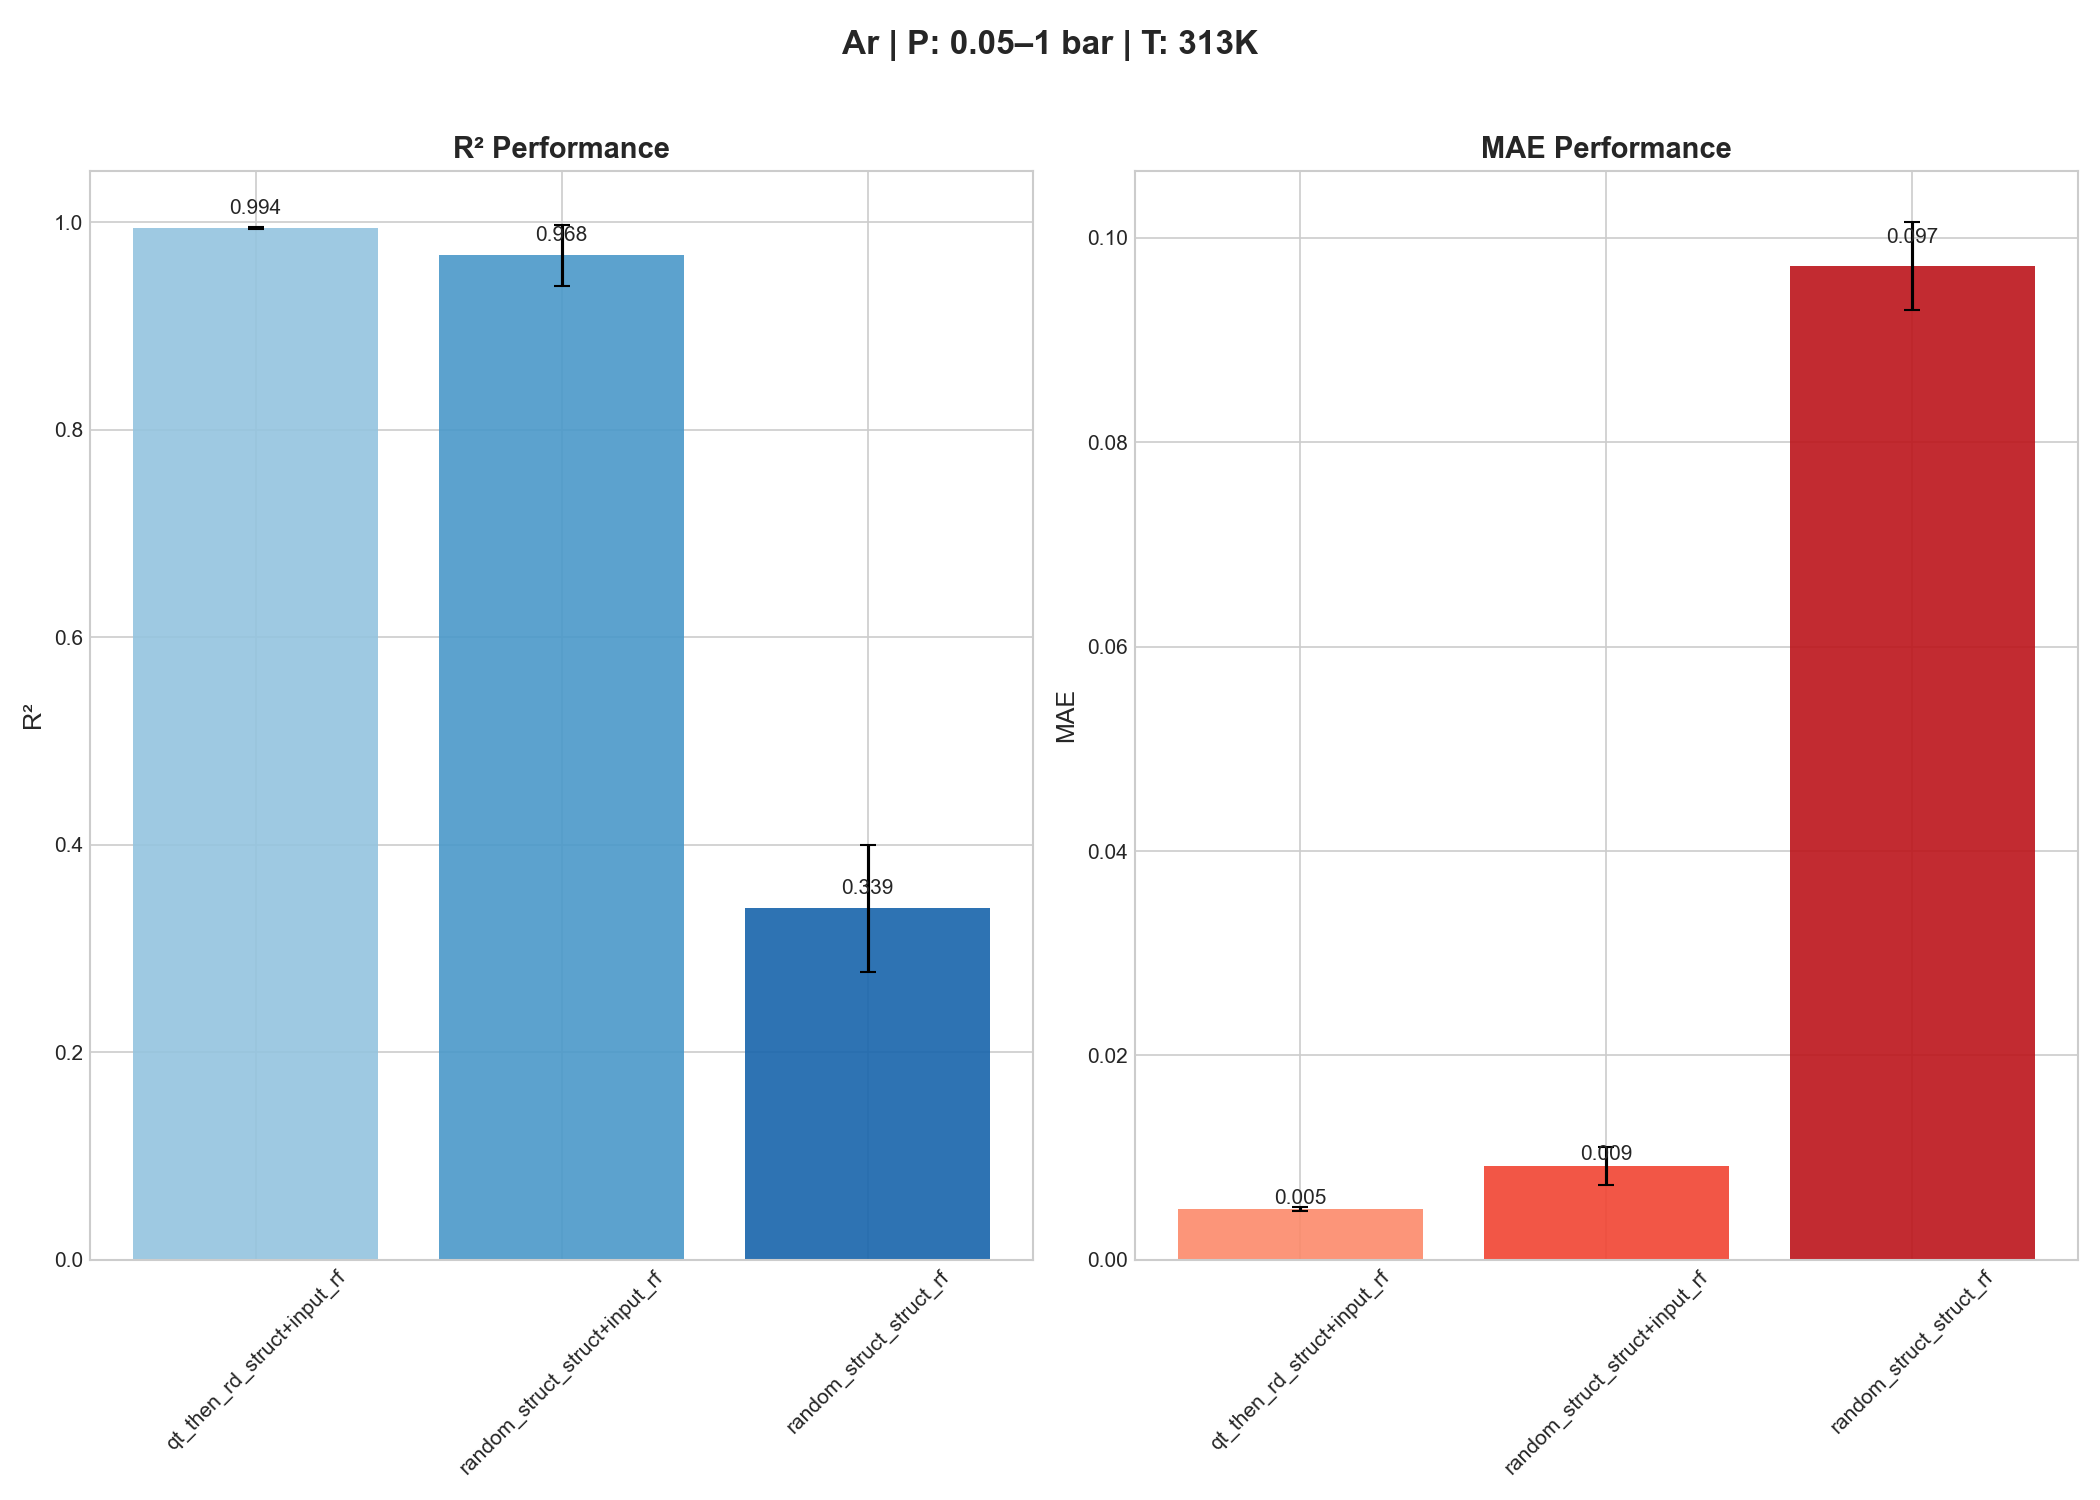 Ar | P: 0.05–1 bar | T: 313K
R² Performance
R²
1.0
0.8
0.6
0.4
0.2
0.0
0.994
0.968
0.339
qt_then_rd_struct+input_rf
random_struct_struct+input_rf
random_struct_struct_rf
MAE Performance
MAE
0.10
0.08
0.06
0.04
0.02
0.00
0.005
0.009
0.097
qt_then_rd_struct+input_rf
random_struct_struct+input_rf
random_struct_struct_rf